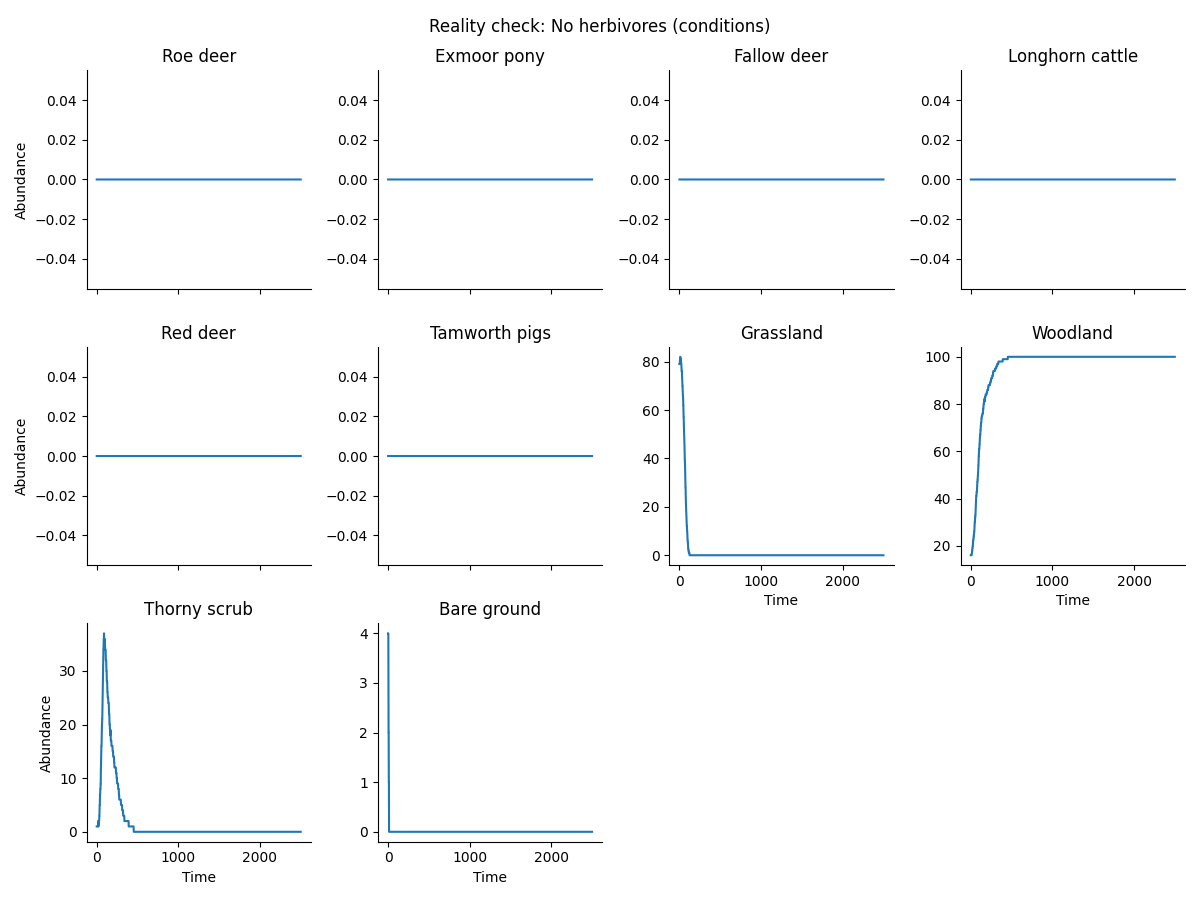 Reality check: No herbivores (conditions)
Roe deer
Exmoor pony
Fallow deer
Longhorn cattle
Abundance
0.04
0.02
0.00
−0.02
−0.04
0.04
0.02
0.00
−0.02
−0.04
0.04
0.02
0.00
−0.02
−0.04
0.04
0.02
0.00
−0.02
−0.04
Red deer
Tamworth pigs
Grassland
Woodland
Abundance
0.04
0.02
0.00
−0.02
−0.04
0.04
0.02
0.00
−0.02
−0.04
80
60
40
20
0
0 1000 2000
Time
100
80
60
40
20
0 1000 2000
Time
Thorny scrub
Bare ground
Abundance
30
20
10
0
0 1000 2000
Time
4
3
2
1
0
0 1000 2000
Time